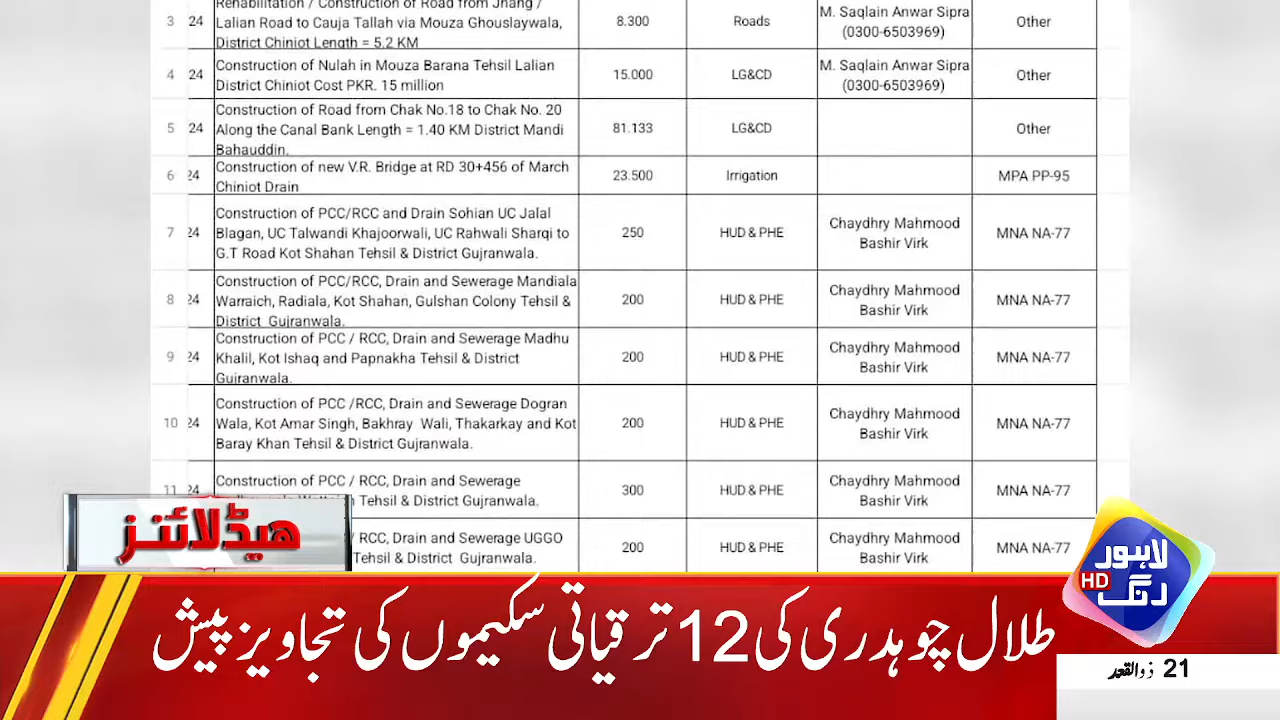 Rehabilitation / Construction of Road from Jhang /
3 24 Lalian Road to Cauja Tallah via Mouza Ghouslaywala, 8.300 Roads M. Saqlain Anwar Sipra Other
District Chiniot Length = 5.2 KM (0300-6503969)
4 24 Construction of Nulah in Mouza Barana Tehsil Lalian 15.000 LG&CD M. Saqlain Anwar Sipra Other
District Chiniot Cost PKR. 15 million (0300-6503969)
Construction of Road from Chak No.18 to Chak No. 20
5 24 Along the Canal Bank Length = 1.40 KM District Mandi 81.133 LG&CD Other
Bahauddin.
6 24 Construction of new V.R. Bridge at RD 30+456 of March 23.500 Irrigation MPA PP-95
Chiniot Drain
Construction of PCC/RCC and Drain Sohian UC Jalal
7 24 Blagan, UC Talwandi Khajoorwali, UC Rahwali Sharqi to 250 HUD & PHE Chaydhry Mahmood MNA NA-77
G.T Road Kot Shahan Tehsil & District Gujranwala. Bashir Virk
Construction of PCC/RCC, Drain and Sewerage Mandiala
8 24 Warraich, Radiala, Kot Shahan, Gulshan Colony Tehsil & 200 HUD & PHE Chaydhry Mahmood MNA NA-77
District Gujranwala. Bashir Virk
Construction of PCC / RCC, Drain and Sewerage Madhu
9 24 Khalil, Kot Ishaq and Papnakha Tehsil & District 200 HUD & PHE Chaydhry Mahmood MNA NA-77
Gujranwala. Bashir Virk
Construction of PCC /RCC, Drain and Sewerage Dogran
10 24 Wala, Kot Amar Singh, Bakhray Wali, Thakarkay and Kot 200 HUD & PHE Chaydhry Mahmood MNA NA-77
Baray Khan Tehsil & District Gujranwala. Bashir Virk
11 24 Construction of PCC / RCC, Drain and Sewerage 300 HUD & PHE Chaydhry Mahmood MNA NA-77
Tehsil & District Gujranwala. Bashir Virk
/ RCC, Drain and Sewerage UGGO 200 HUD & PHE Chaydhry Mahmood MNA NA-77
Tehsil & District Gujranwala. Bashir Virk
ہیڈلائنز
لاہور
رنگ HD
طلال چوہدری کی 12 ترقیاتی سکیموں کی تجاویز پیش
21 ذوالقعد